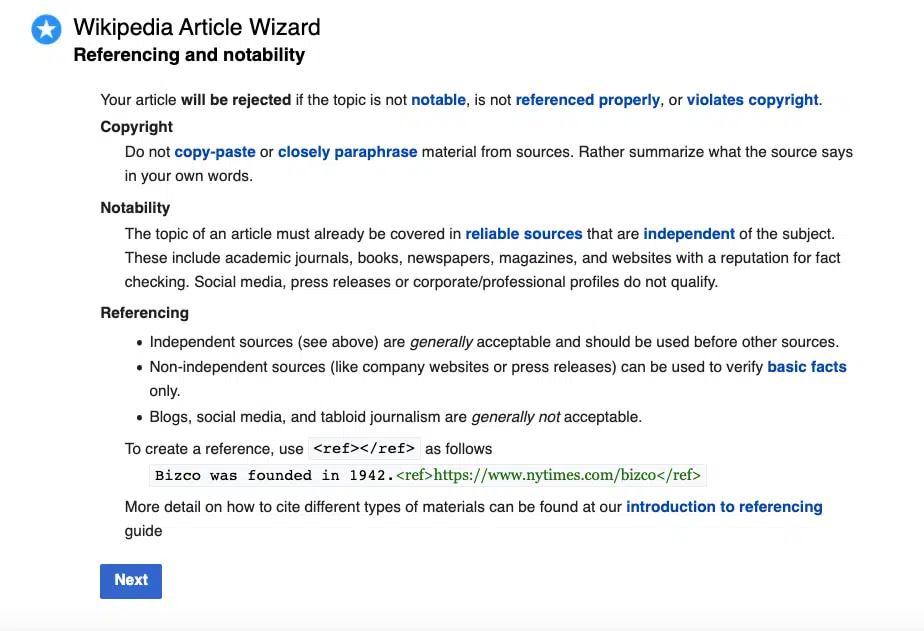 Wikipedia Article Wizard
Referencing and notability
Your article will be rejected if the topic is not notable, is not referenced properly, or violates copyright.
Copyright
Do not copy-paste or closely paraphrase material from sources. Rather summarize what the source says
in your own words.
Notability
The topic of an article must already be covered in reliable sources that are independent of the subject.
These include academic journals, books, newspapers, magazines, and websites with a reputation for fact
checking. Social media, press releases or corporate/professional profiles do not qualify.
Referencing
• Independent sources (see above) are generally acceptable and should be used before other sources.
• Non-independent sources (like company websites or press releases) can be used to verify basic facts
only.
• Blogs, social media, and tabloid journalism are generally not acceptable.
To create a reference, use <ref></ref> as follows
Bizco was founded in 1942.<ref>https://www.nytimes.com/bizco</ref>
More detail on how to cite different types of materials can be found at our introduction to referencing
guide
Next